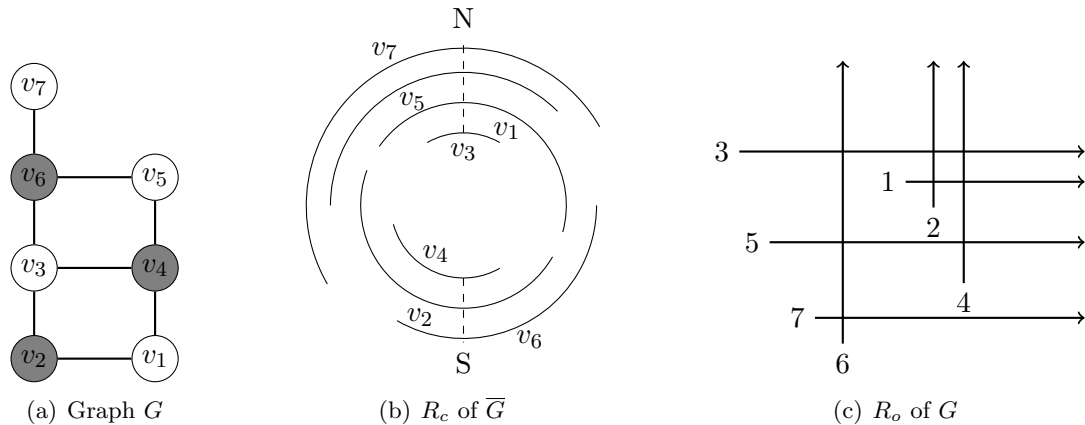 v7
v6 v5
v3 v4
v2 v1
(a) Graph G
N
v7
v5 v1
v3
v4
v2 v6
S
(b) Rc of G̅
3
1
2
5
4
7
6
(c) Ro of G